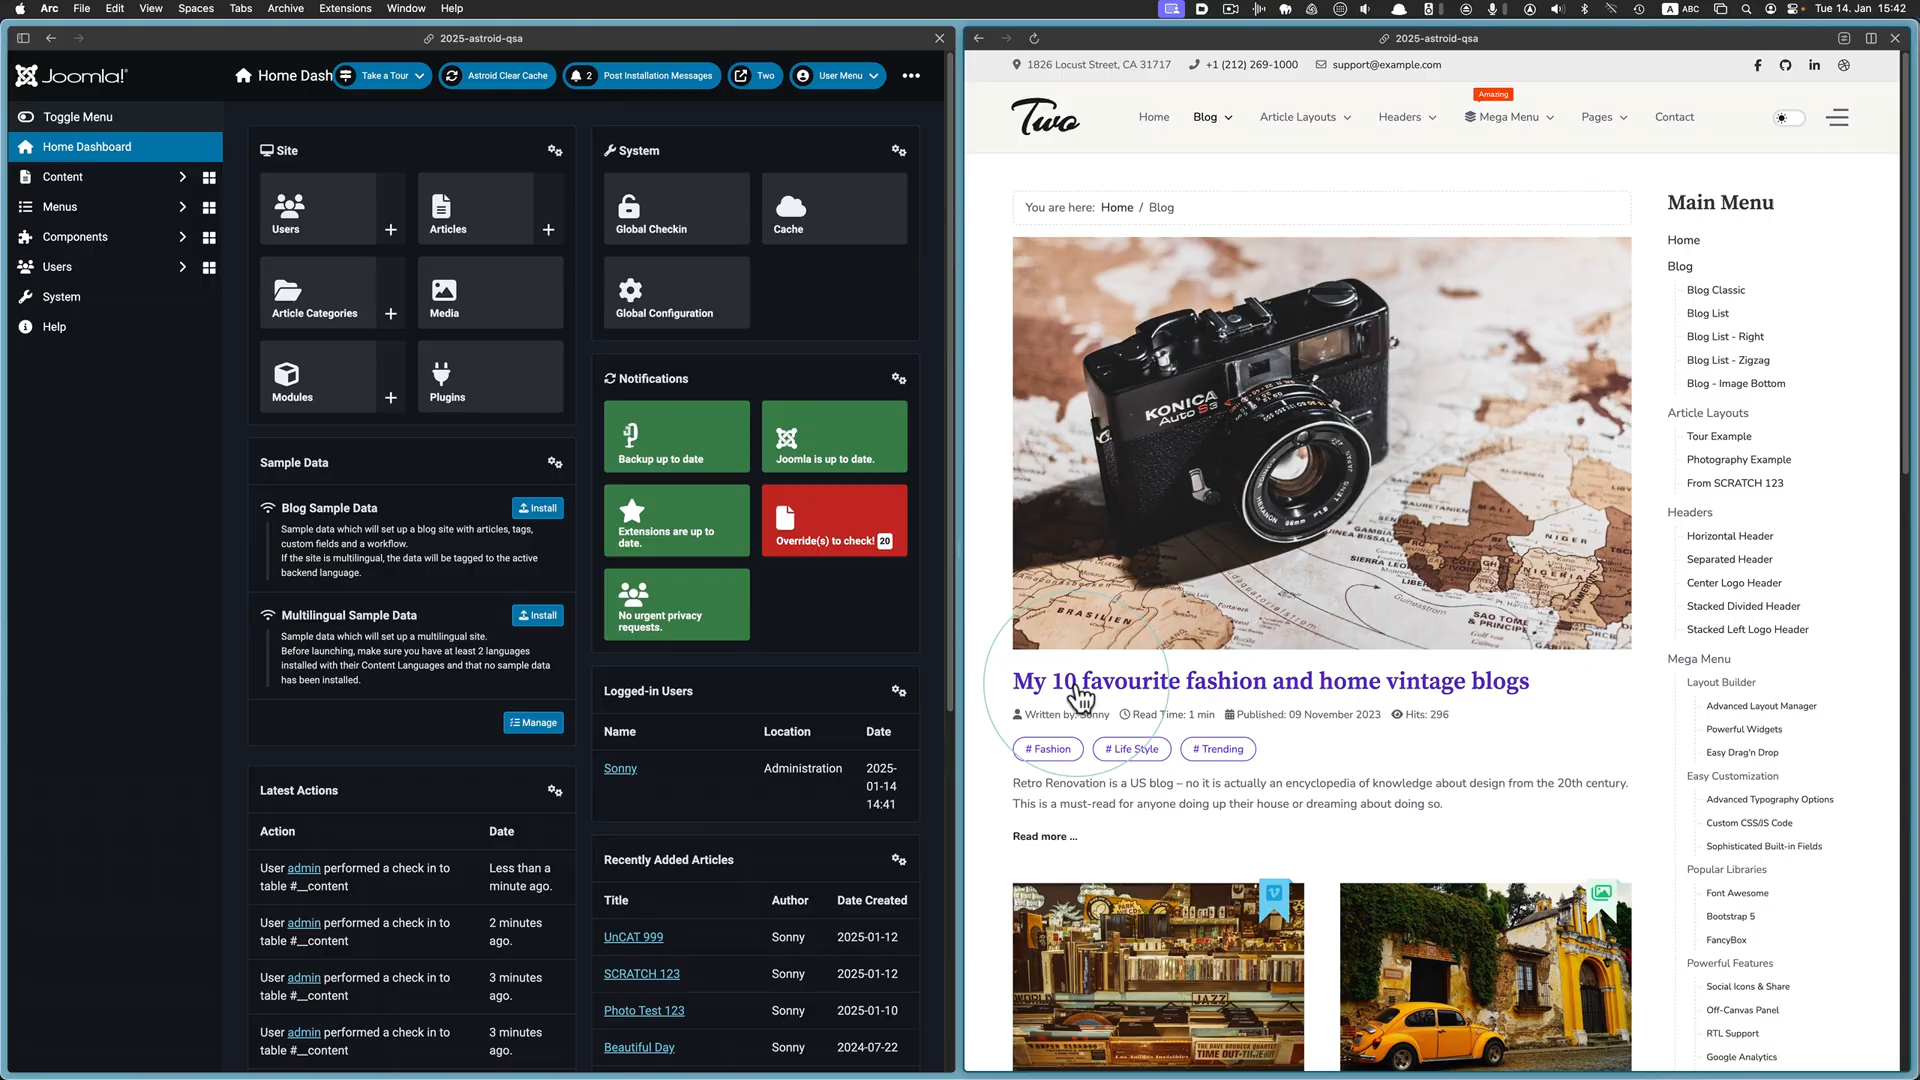 Arc File Edit View Spaces Tabs Archive Extensions Window Help
A ABC Tue 14. Jan 15:42
2025-astroid-qsa
Joomla!®
Home Dash
Take a Tour
Astroid Clear Cache
2 Post Installation Messages
Two
User Menu
Toggle Menu
Home Dashboard
Content
Menus
Components
Users
System
Help
Site
Users
Articles
Article Categories
Media
Modules
Plugins
Sample Data
Blog Sample Data
Install
Sample data which will set up a blog site with articles, tags,
custom fields and a workflow.
If the site is multilingual, the data will be tagged to the active
backend language.
Multilingual Sample Data
Install
Sample data which will set up a multilingual site.
Before launching, make sure you have at least 2 languages
installed with their Content Languages and that no sample data
has been installed.
Manage
Latest Actions
Action Date
User admin performed a check in to
table #__content
Less than a
minute ago.
User admin performed a check in to
table #__content
2 minutes
ago.
User admin performed a check in to
table #__content
3 minutes
ago.
User admin performed a check in to
table #__content
3 minutes
ago.
System
Global Checkin
Cache
Global Configuration
Notifications
Backup up to date
Joomla is up to date.
Extensions are up to
date.
Override(s) to check! 20
No urgent privacy
requests.
Logged-in Users
Name Location Date
Sonny Administration 2025-
01-14
14:41
Recently Added Articles
Title Author Date Created
UnCAT 999 Sonny 2025-01-12
SCRATCH 123 Sonny 2025-01-12
Photo Test 123 Sonny 2025-01-10
Beautiful Day Sonny 2024-07-22
2025-astroid-qsa
1826 Locust Street, CA 31717 +1 (212) 269-1000 support@example.com
Two
Home Blog Article Layouts Headers Mega Menu Pages Contact
Amazing
You are here: Home / Blog
KONICA
AUTO S3
BRASILIEN
GUINEA-BISSAU
SIERRA LEONE
NIGERIA
SÃO TOMÉ
& PRÍNCIPE
My 10 favourite fashion and home vintage blogs
Written by: Sonny Read Time: 1 min Published: 09 November 2023 Hits: 296
# Fashion # Life Style # Trending
Retro Renovation is a US blog – no it is actually an encyclopedia of knowledge about design from the 20th century.
This is a must-read for anyone doing up their house or dreaming about doing so.
Read more ...
WORLD
JAZZ
THE DAVE BRUBECK QUARTET
TIME OUT
Main Menu
Home
Blog
Blog Classic
Blog List
Blog List - Right
Blog List - Zigzag
Blog - Image Bottom
Article Layouts
Tour Example
Photography Example
From SCRATCH 123
Headers
Horizontal Header
Separated Header
Center Logo Header
Stacked Divided Header
Stacked Left Logo Header
Mega Menu
Layout Builder
Advanced Layout Manager
Powerful Widgets
Easy Drag'n Drop
Easy Customization
Advanced Typography Options
Custom CSS/JS Code
Sophisticated Built-in Fields
Popular Libraries
Font Awesome
Bootstrap 5
FancyBox
Powerful Features
Social Icons & Share
Off-Canvas Panel
RTL Support
Google Analytics